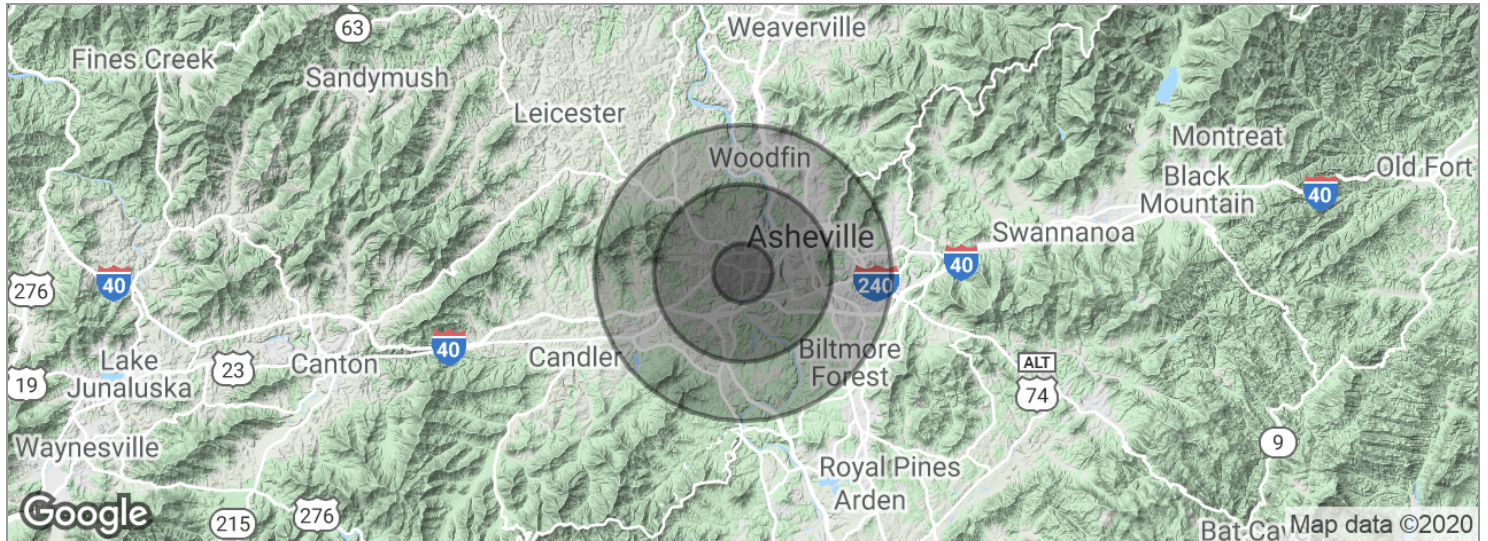 63
Weaverville
Fines Creek
Sandymush
Leicester
Montreat
Woodfin
Old Fort
Black
Mountain
40
Swannanoa
Asheville
40
276
40
240
40
Lake
Junaluska
23
Canton
Candler
Biltmore
Forest
ALT
74
19
Waynesville
9
Royal Pines
Arden
Google
215
276
Bat Cav
Map data ©2020